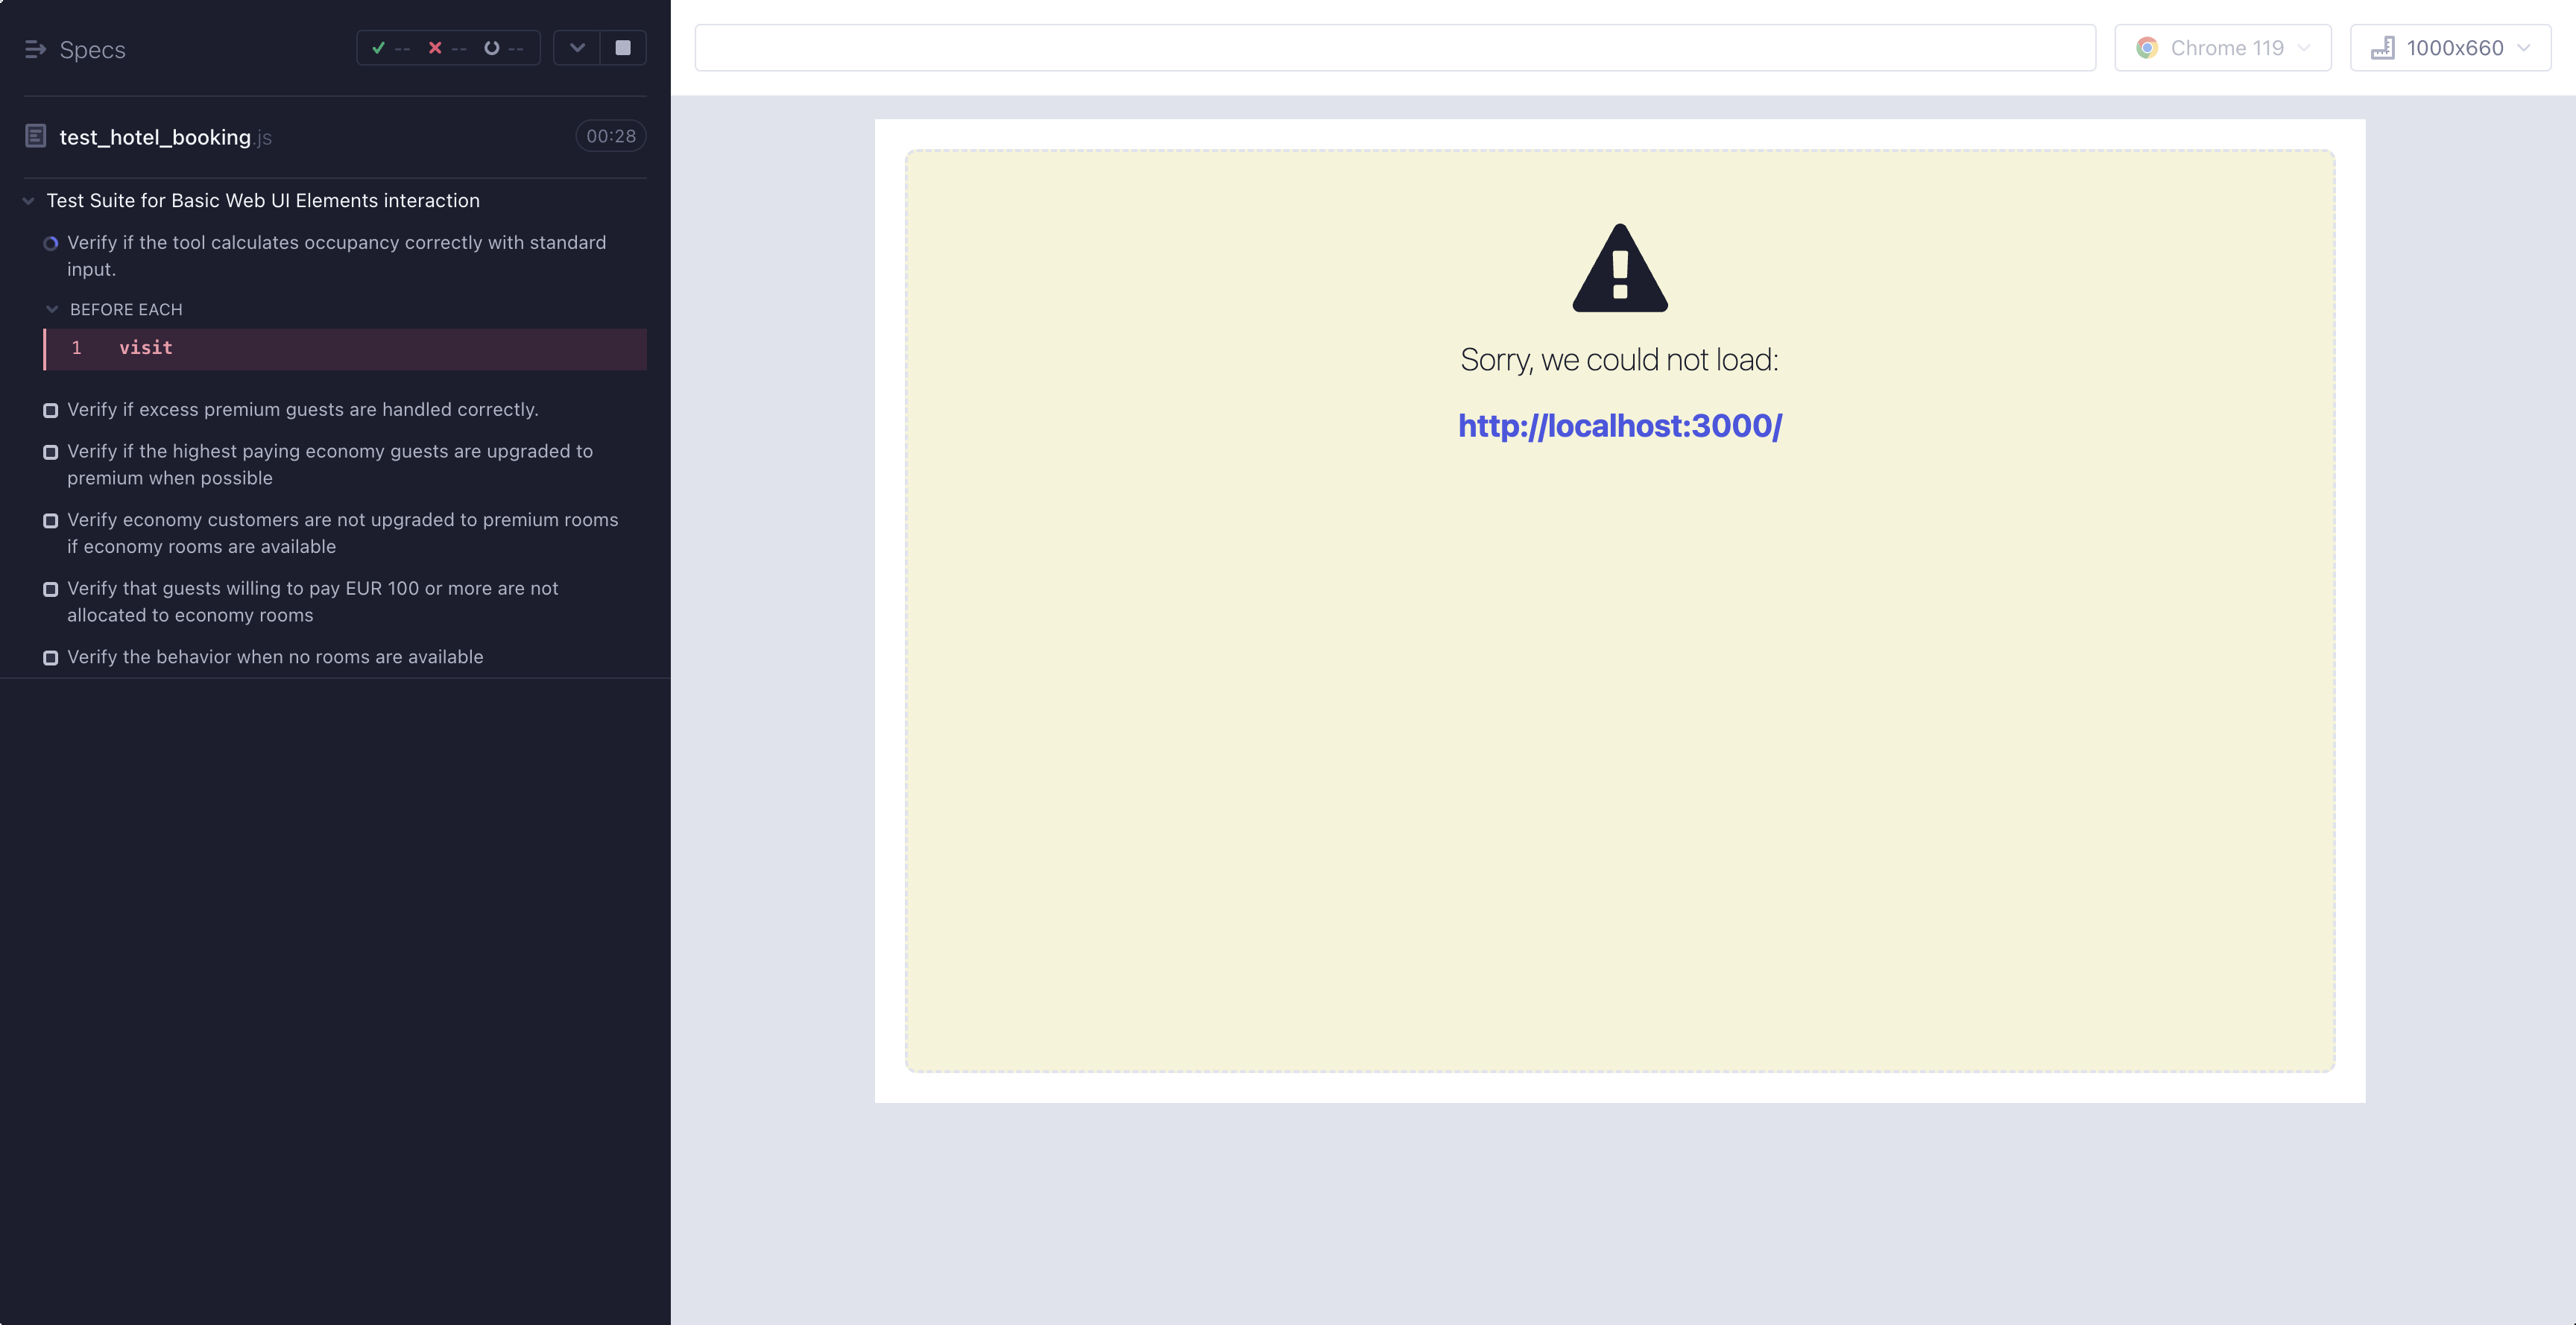 Specs
-- -- --
test_hotel_booking.js
00:28
Test Suite for Basic Web UI Elements interaction
Verify if the tool calculates occupancy correctly with standard
input.
BEFORE EACH
1 visit
Verify if excess premium guests are handled correctly.
Verify if the highest paying economy guests are upgraded to
premium when possible
Verify economy customers are not upgraded to premium rooms
if economy rooms are available
Verify that guests willing to pay EUR 100 or more are not
allocated to economy rooms
Verify the behavior when no rooms are available
Chrome 119
1000x660
Sorry, we could not load:
http://localhost:3000/